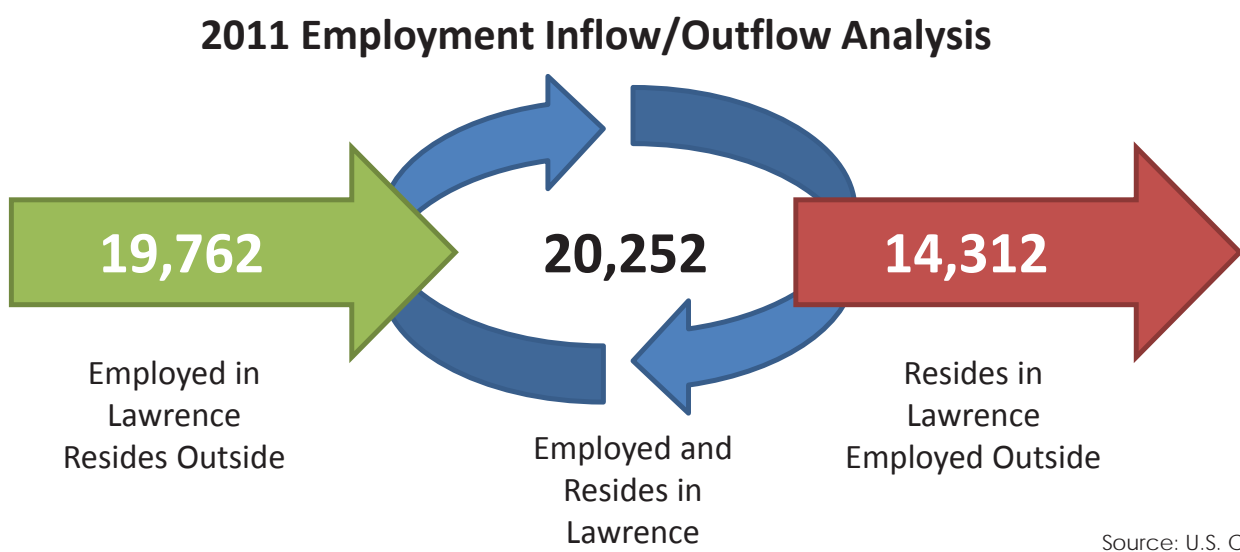 2011 Employment Inflow/Outflow Analysis
19,762
20,252
14,312
Employed in
Lawrence
Resides Outside
Employed and
Resides in
Lawrence
Resides in
Lawrence
Employed Outside
Source: U.S.